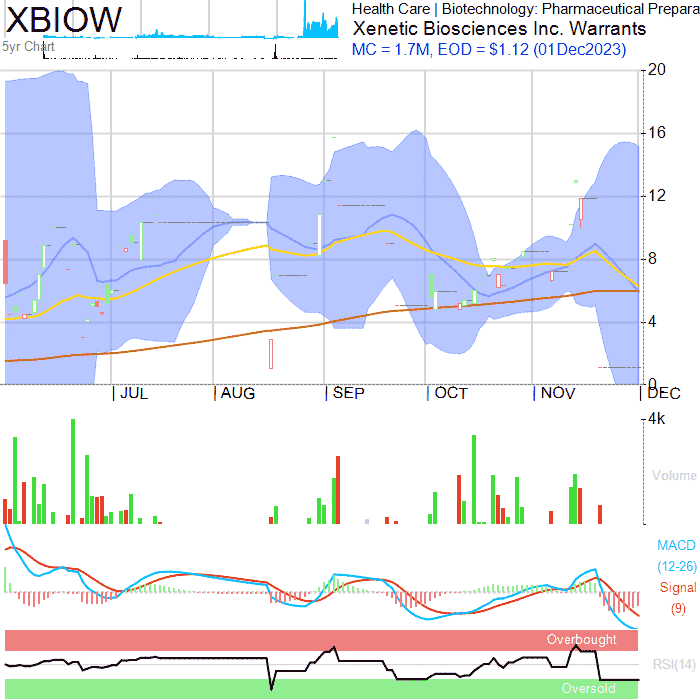 XBIOW
Health Care | Biotechnology: Pharmaceutical Prepara
Xenetic Biosciences Inc. Warrants
5yr Chart
MC = 1.7M, EOD = $1.12 (01Dec2023)
20
16
12
8
4
0
JUL
AUG
SEP
OCT
NOV
DEC
4k
Volume
MACD
(12-26)
Signal
(9)
Overbought
RSI(14)
Oversold